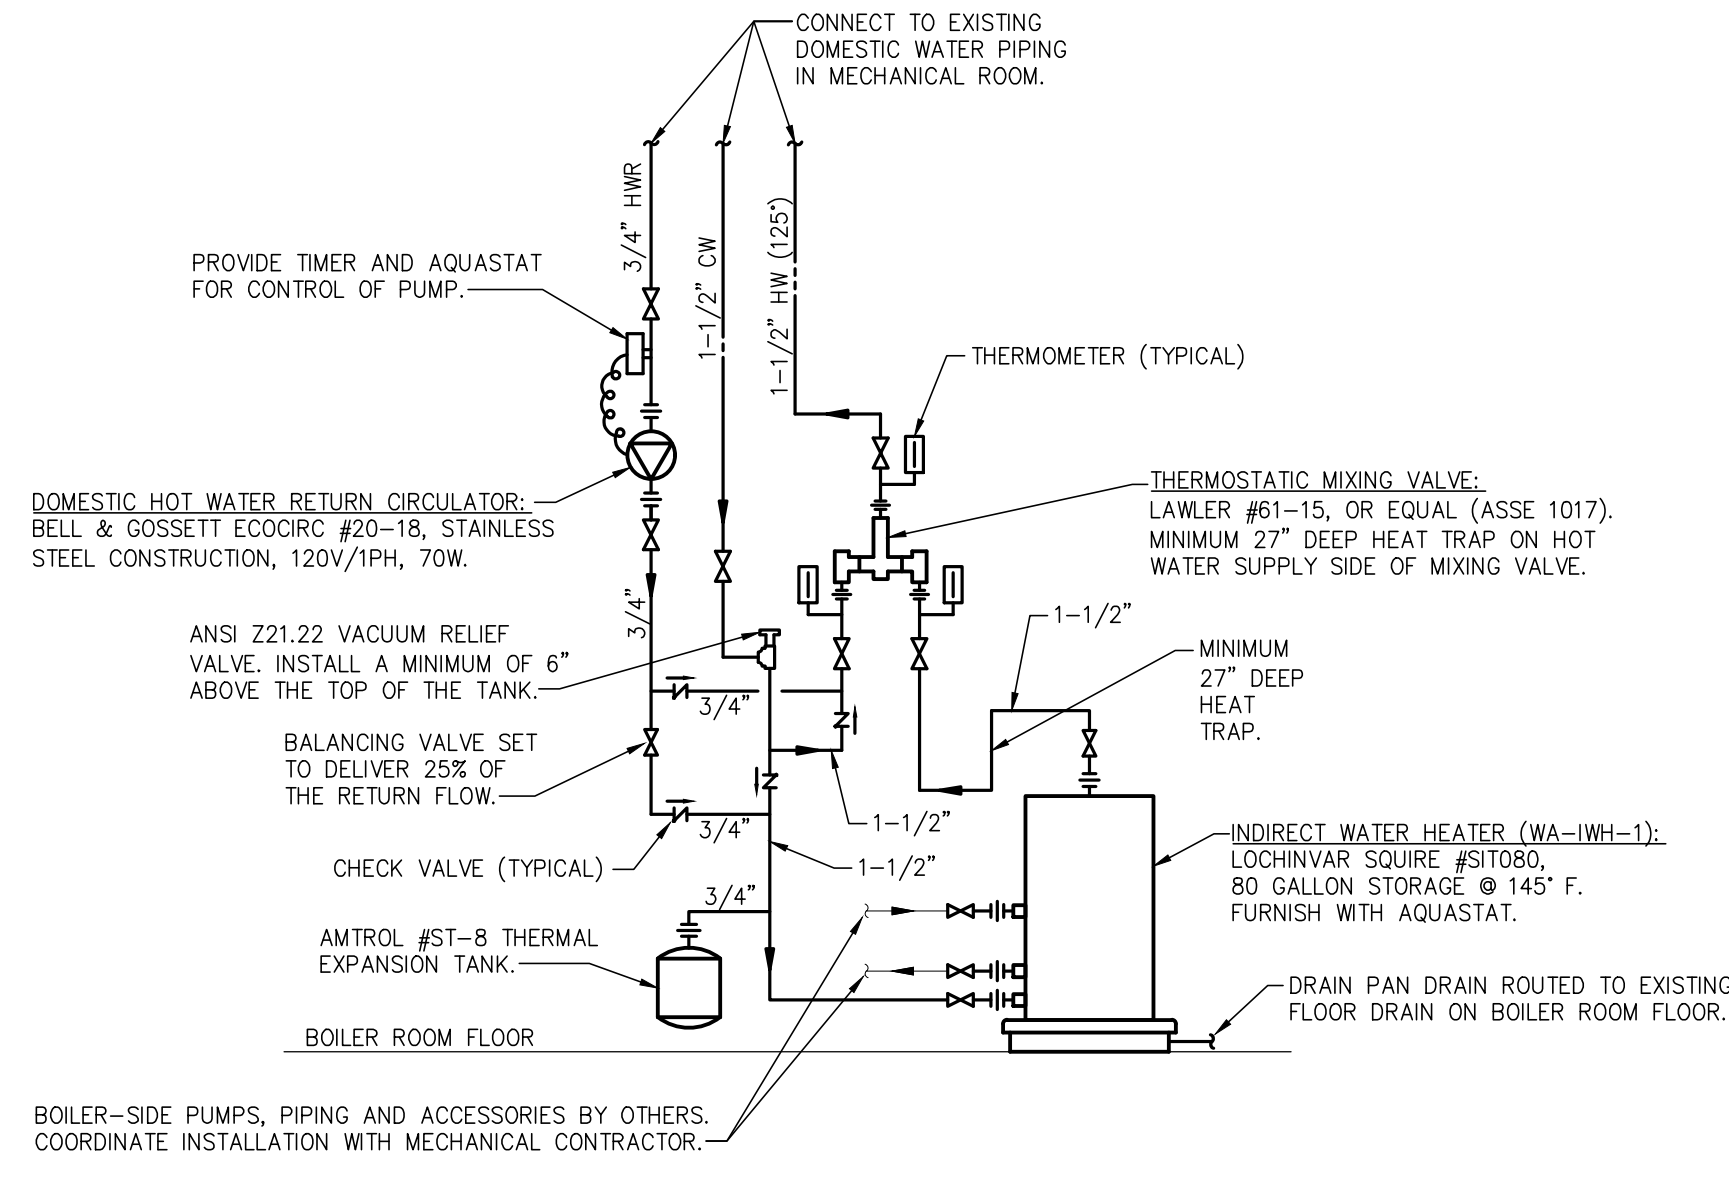 CONNECT TO EXISTING
DOMESTIC WATER PIPING
IN MECHANICAL ROOM.
3/4" HWR
1-1/2" CW
1-1/2" HW (125°)
PROVIDE TIMER AND AQUASTAT
FOR CONTROL OF PUMP.
THERMOMETER (TYPICAL)
DOMESTIC HOT WATER RETURN CIRCULATOR:
BELL & GOSSETT ECOCIRC #20-18, STAINLESS
STEEL CONSTRUCTION, 120V/1PH, 70W.
THERMOSTATIC MIXING VALVE:
LAWLER #61-15, OR EQUAL (ASSE 1017).
MINIMUM 27" DEEP HEAT TRAP ON HOT
WATER SUPPLY SIDE OF MIXING VALVE.
3/4"
1-1/2"
ANSI Z21.22 VACUUM RELIEF
VALVE. INSTALL A MINIMUM OF 6"
ABOVE THE TOP OF THE TANK.
MINIMUM
27" DEEP
HEAT
TRAP.
3/4"
BALANCING VALVE SET
TO DELIVER 25% OF
THE RETURN FLOW.
3/4"
1-1/2"
CHECK VALVE (TYPICAL)
1-1/2"
INDIRECT WATER HEATER (WA-IWH-1):
LOCHINVAR SQUIRE #SIT080,
80 GALLON STORAGE @ 145° F.
FURNISH WITH AQUASTAT.
3/4"
AMTROL #ST-8 THERMAL
EXPANSION TANK.
DRAIN PAN DRAIN ROUTED TO EXISTING
FLOOR DRAIN ON BOILER ROOM FLOOR.
BOILER ROOM FLOOR
BOILER-SIDE PUMPS, PIPING AND ACCESSORIES BY OTHERS.
COORDINATE INSTALLATION WITH MECHANICAL CONTRACTOR.